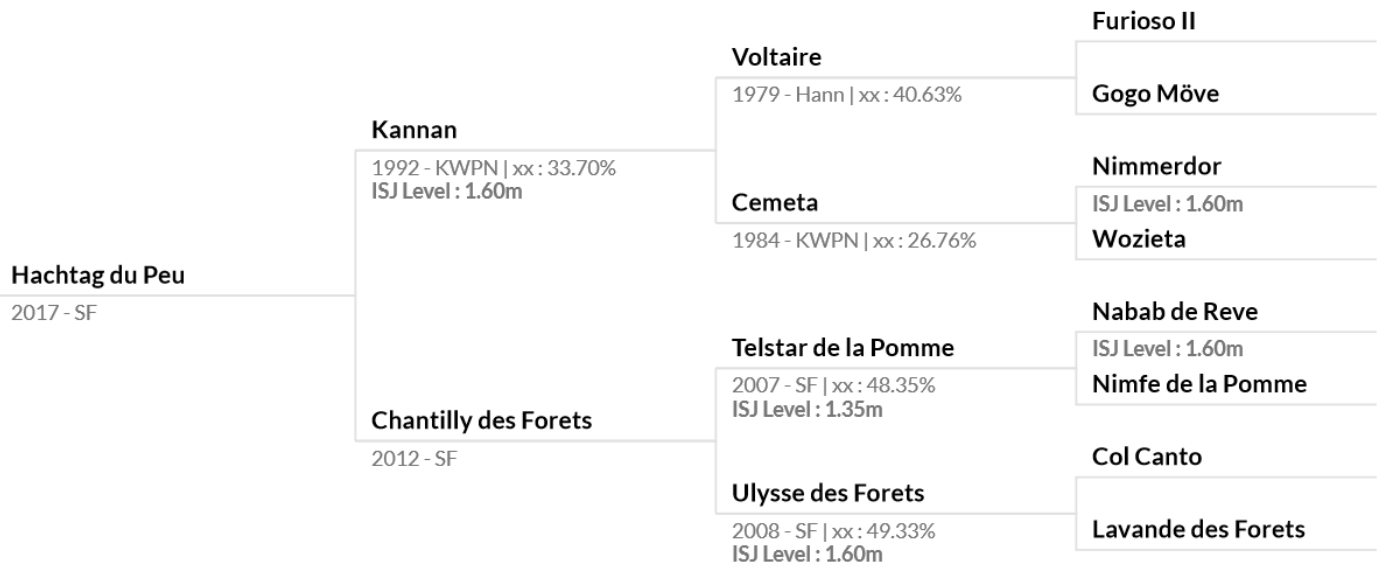 Furioso II
Voltaire
1979 - Hann | xx : 40.63%
Gogo Möve
Kannan
1992 - KWPN | xx : 33.70%
ISJ Level : 1.60m
Nimmerdor
ISJ Level : 1.60m
Cemeta
1984 - KWPN | xx : 26.76%
Wozieta
Hachtag du Peu
2017 - SF
Nabab de Reve
ISJ Level : 1.60m
Telstar de la Pomme
2007 - SF | xx : 48.35%
ISJ Level : 1.35m
Nimfe de la Pomme
Chantilly des Forets
2012 - SF
Col Canto
Ulysse des Forets
2008 - SF | xx : 49.33%
ISJ Level : 1.60m
Lavande des Forets